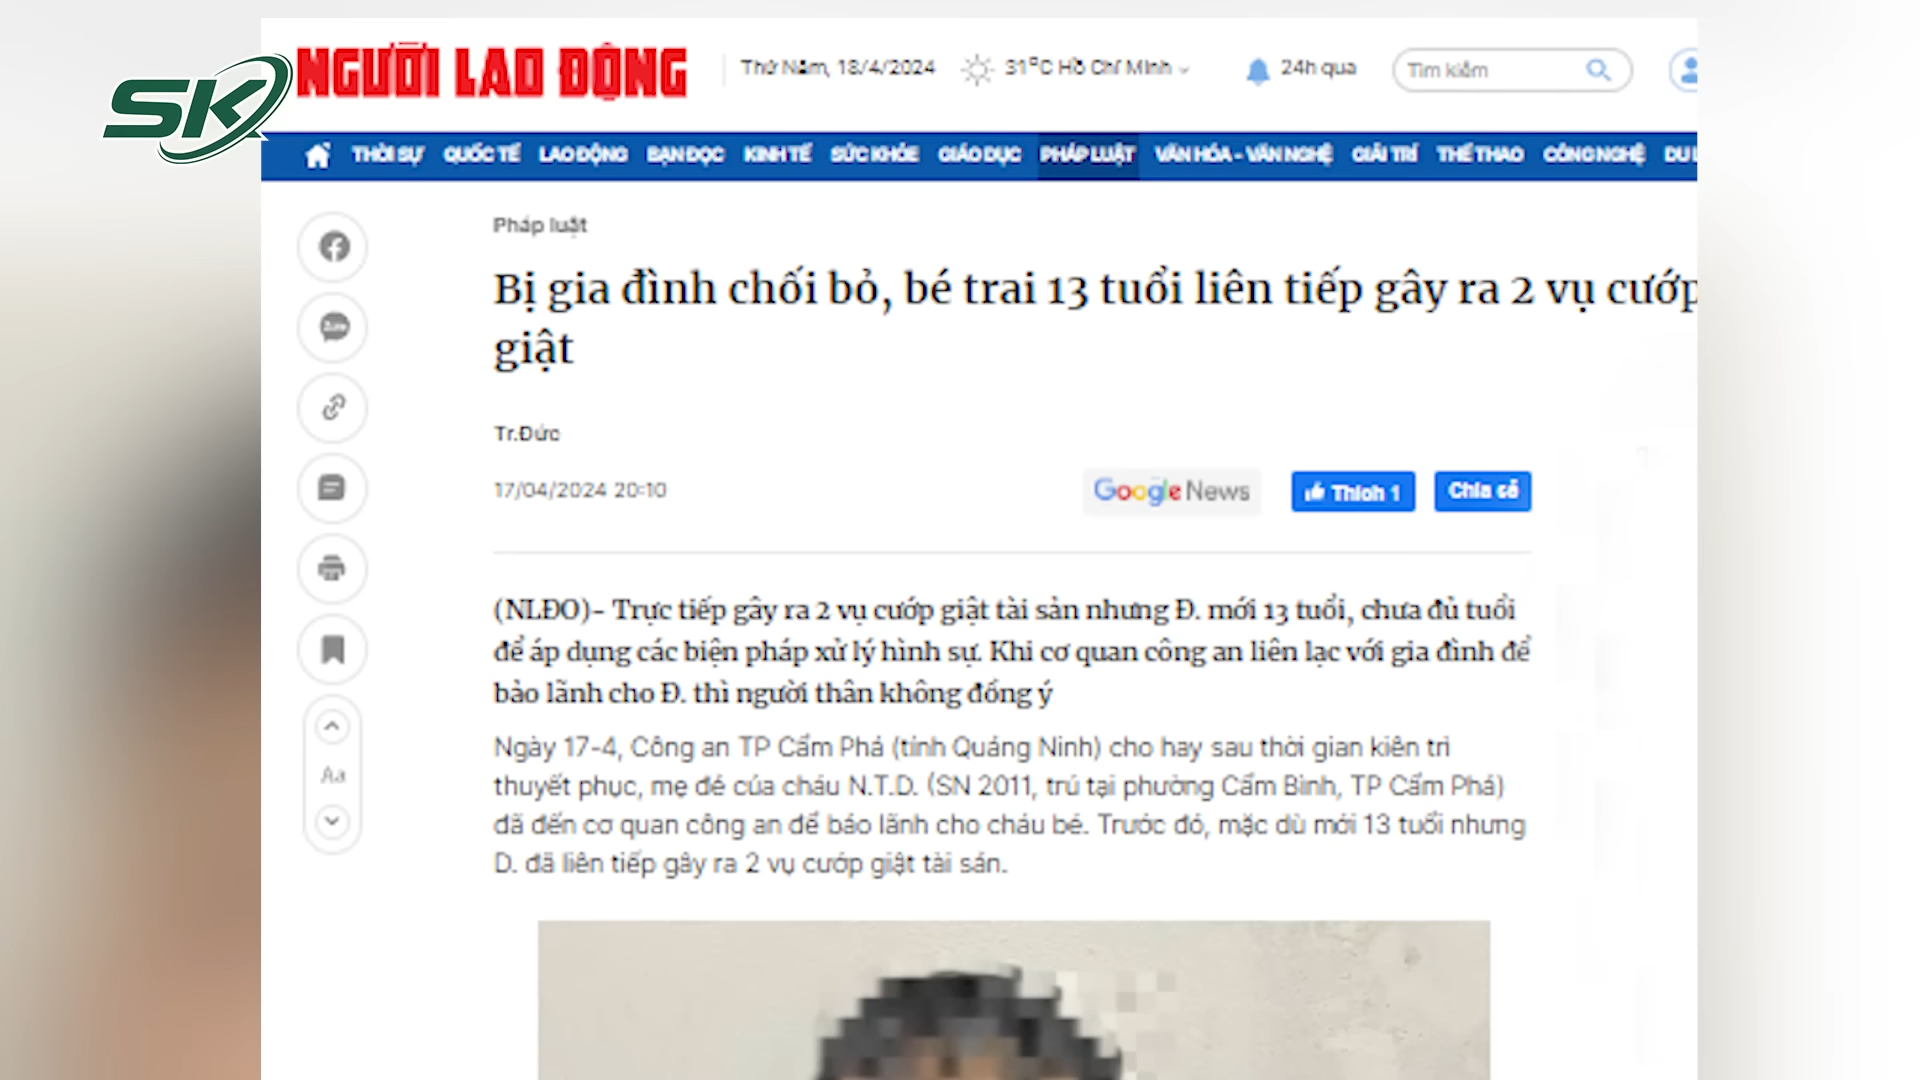 SK
NGƯỜI LAO ĐỘNG
Thứ Năm, 18/4/2024
31°C Hồ Chí Minh
24h qua
Tìm kiếm
THỜI SỰ QUỐC TẾ LAO ĐỘNG BẠN ĐỌC KINH TẾ SỨC KHỎE GIÁO DỤC PHÁP LUẬT VĂN HÓA - VĂN NGHỆ GIẢI TRÍ THỂ THAO CÔNG NGHỆ DU L
Pháp luật
Bị gia đình chối bỏ, bé trai 13 tuổi liên tiếp gây ra 2 vụ cướp
giật
Tr.Đức
17/04/2024 20:10
Google News
Thích 1
Chia sẻ
(NLĐO)- Trực tiếp gây ra 2 vụ cướp giật tài sản nhưng Đ. mới 13 tuổi, chưa đủ tuổi
để áp dụng các biện pháp xử lý hình sự. Khi cơ quan công an liên lạc với gia đình để
bảo lãnh cho Đ. thì người thân không đồng ý
Ngày 17-4, Công an TP Cẩm Phả (tỉnh Quảng Ninh) cho hay sau thời gian kiên trì
thuyết phục, mẹ đẻ của cháu N.T.D. (SN 2011, trú tại phường Cẩm Bình, TP Cẩm Phả)
đã đến cơ quan công an để bảo lãnh cho cháu bé. Trước đó, mặc dù mới 13 tuổi nhưng
D. đã liên tiếp gây ra 2 vụ cướp giật tài sản.
Zalo
Aa